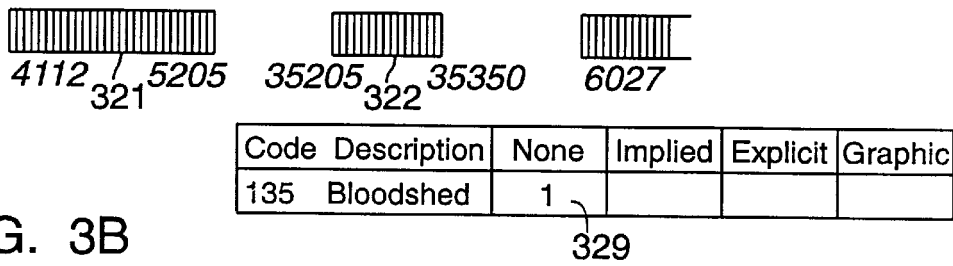 4112 321 5205 35205 322 35350 6027
Code Description None Implied Explicit Graphic
135 Bloodshed 1
329
G. 3B